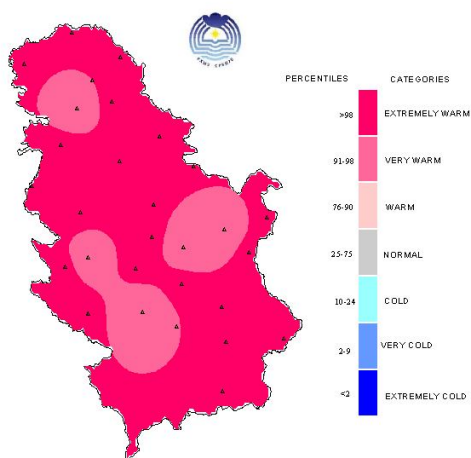 PERCENTILES CATEGORIES
>98 EXTREMELY WARM
91-98 VERY WARM
76-90 WARM
25-75 NORMAL
10-24 COLD
2-9 VERY COLD
<2 EXTREMELY COLD